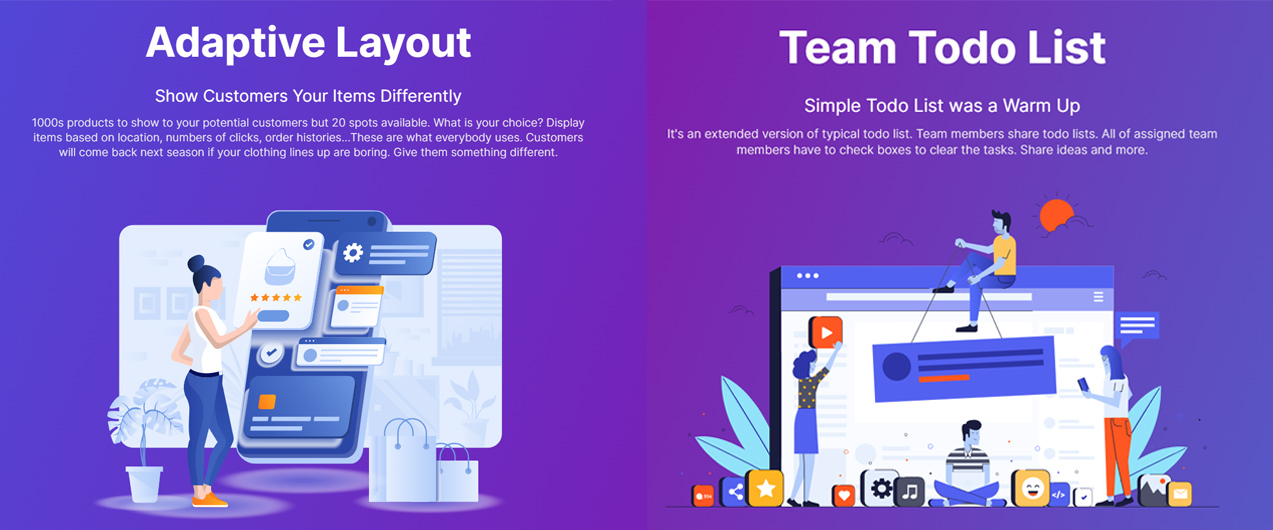 Adaptive Layout
Show Customers Your Items Differently
1000s products to show to your potential customers but 20 spots available. What is your choice? Display
items based on location, numbers of clicks, order histories...These are what everybody uses. Customers
will come back next season if your clothing lines up are boring. Give them something different.
Team Todo List
Simple Todo List was a Warm Up
It's an extended version of typical todo list. Team members share todo lists. All of assigned team
members have to check boxes to clear the tasks. Share ideas and more.